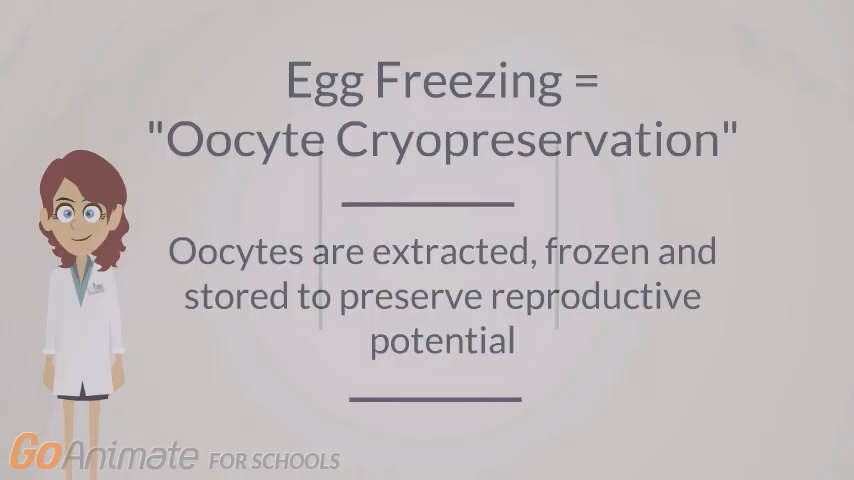 Egg Freezing =
"Oocyte Cryopreservation"
Oocytes are extracted, frozen and
stored to preserve reproductive
potential
GoAnimate FOR SCHOOLS